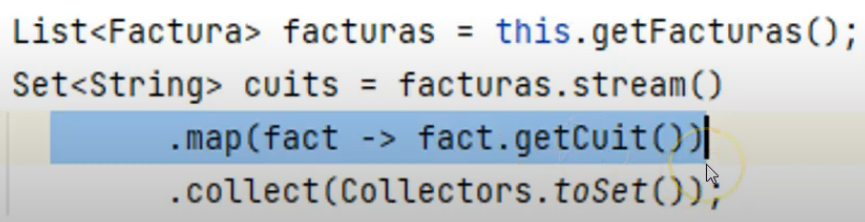 List<Factura> facturas = this.getFacturas();
Set<String> cuits = facturas.stream()
.map(fact -> fact.getCuit())
.collect(Collectors.toSet());